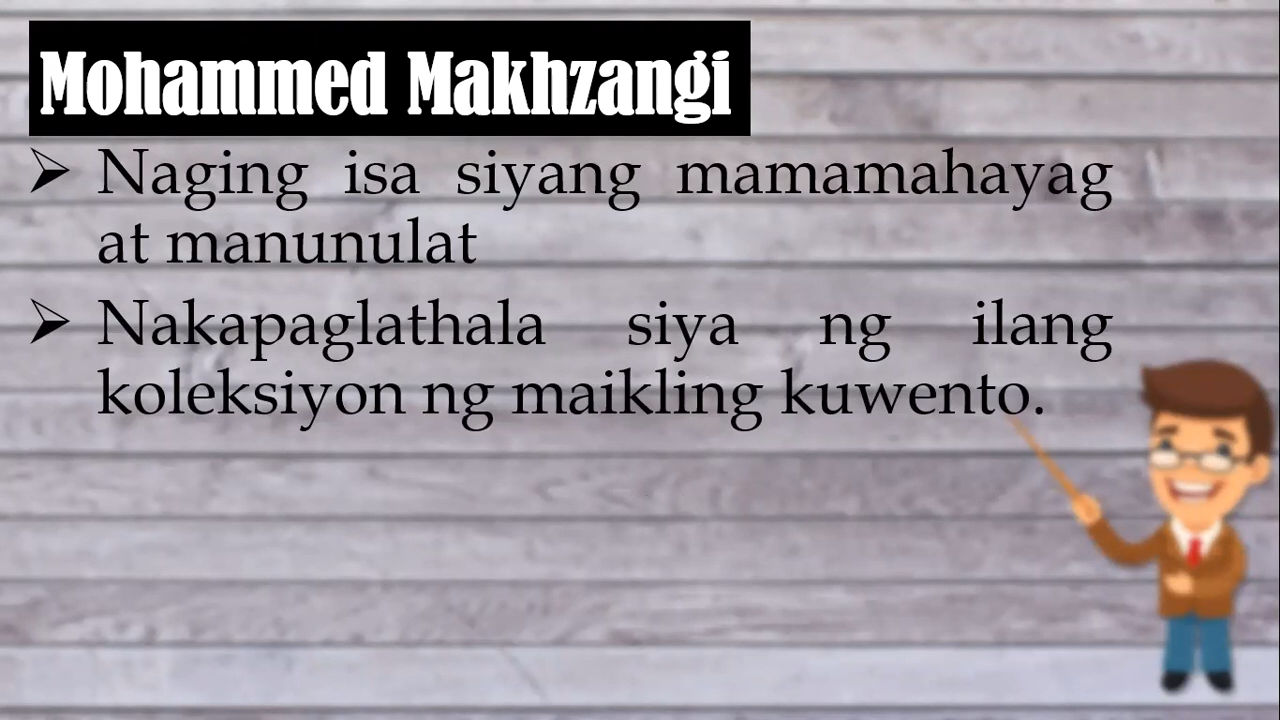 Mohammed Makhzangi
➢ Naging isa siyang mamamahayag
at manunulat
➢ Nakapaglathala siya ng ilang
koleksiyon ng maikling kuwento.